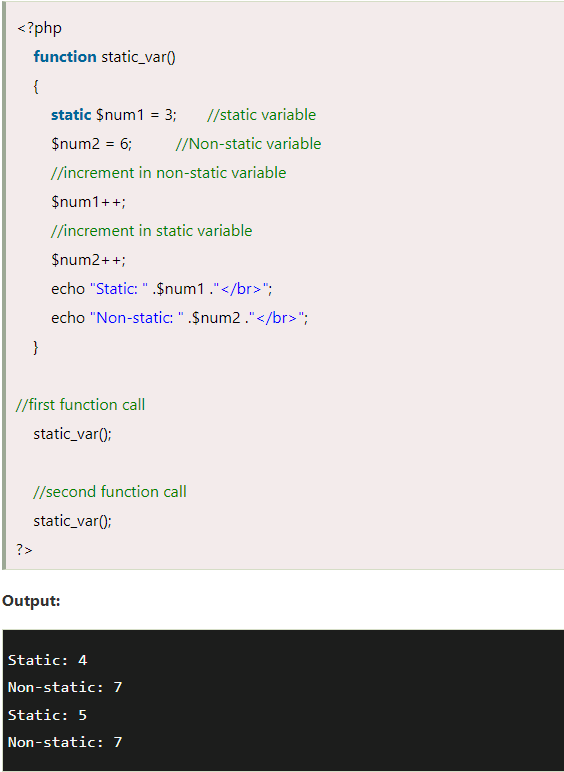 <?php
function static_var()
{
static $num1 = 3;       //static variable
$num2 = 6;          //Non-static variable
//increment in non-static variable
$num1++;
//increment in static variable
$num2++;
echo "Static: " .$num1 ."</br>";
echo "Non-static: " .$num2 ."</br>";
}
//first function call
static_var();
//second function call
static_var();
?>
Output:
Static: 4
Non-static: 7
Static: 5
Non-static: 7